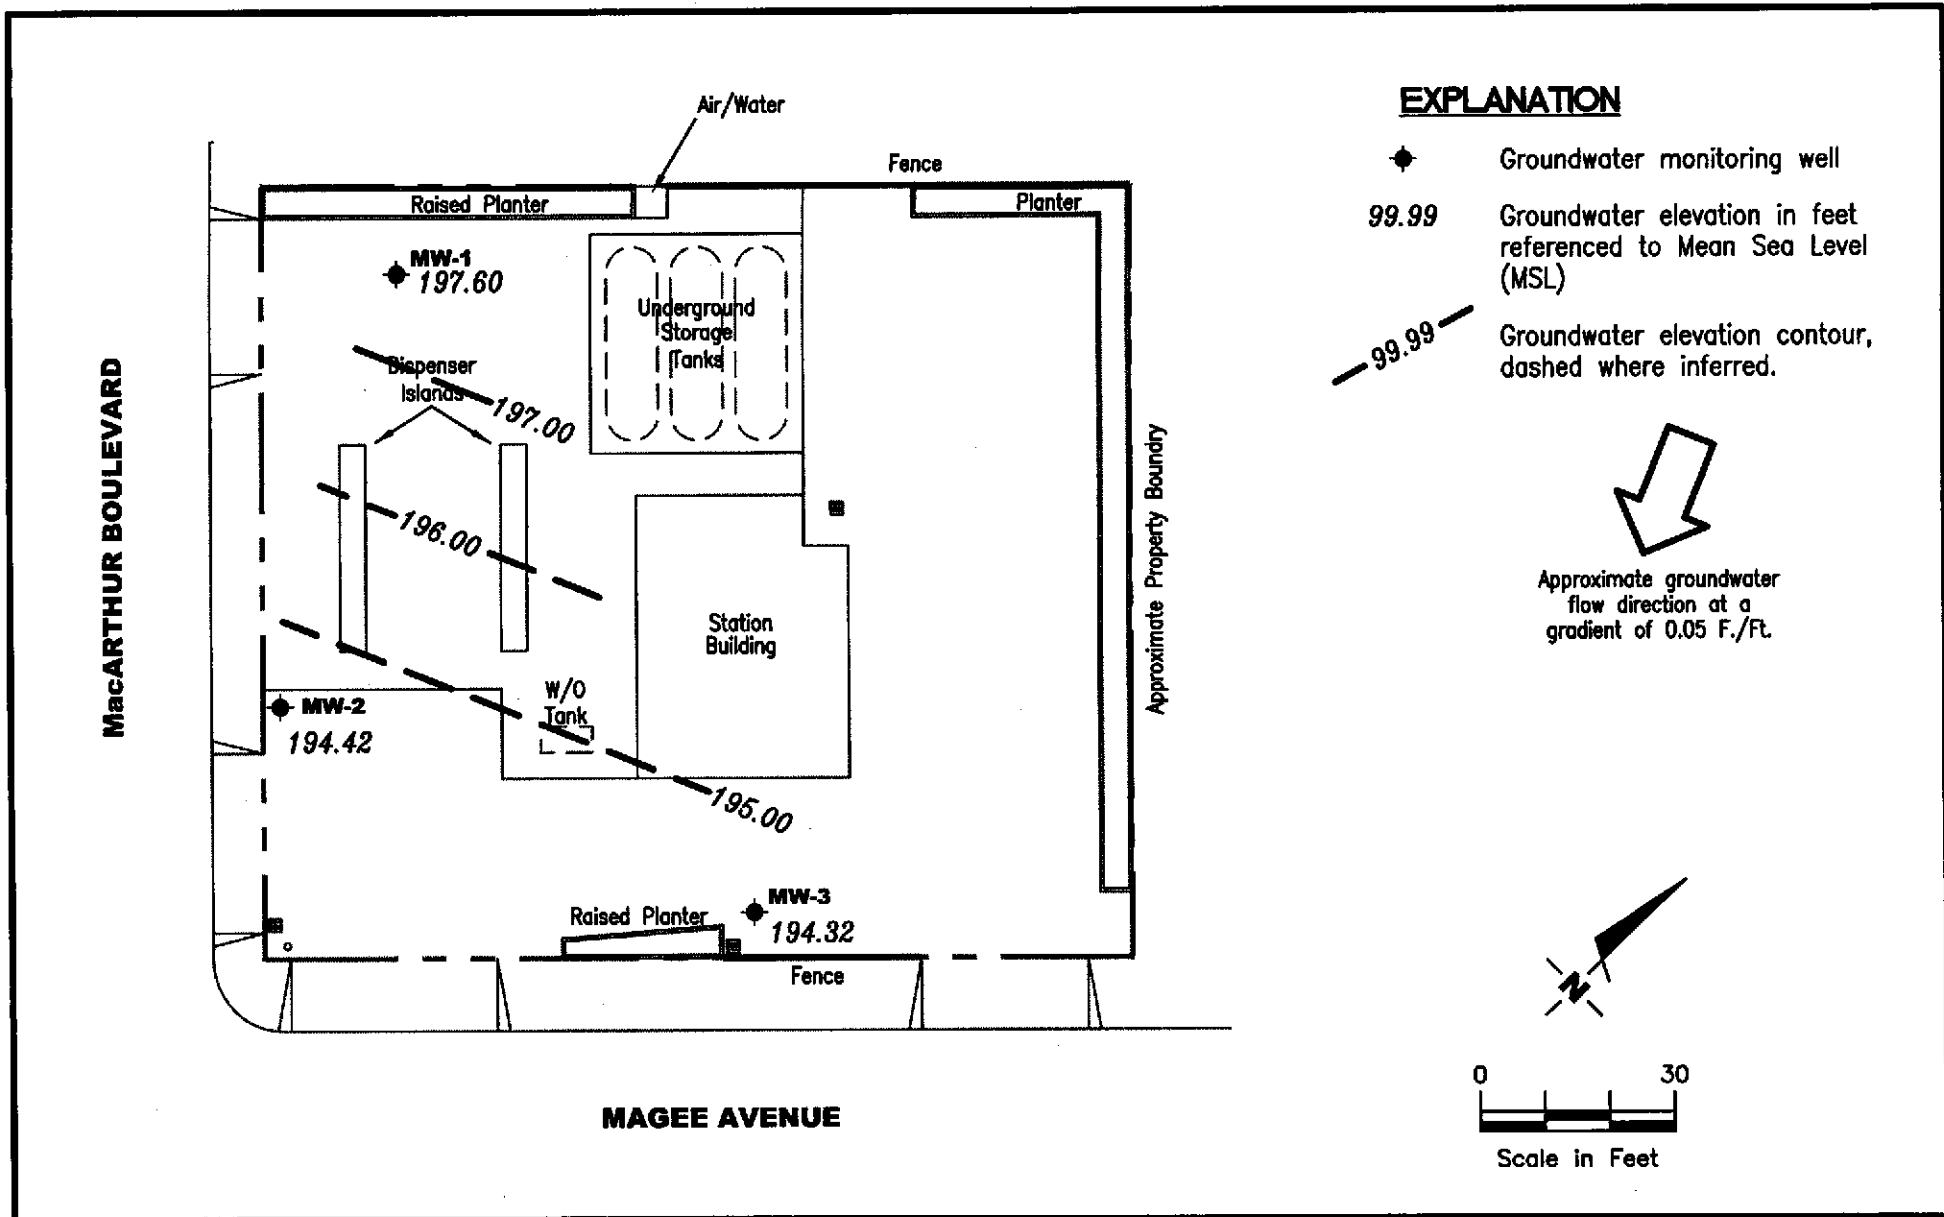 Air/Water
Fence
Raised Planter
Planter
MW-1
197.60
Underground
Storage
Tanks
Dispenser
Islands
197.00
196.00
MacARTHUR BOULEVARD
Approximate Property Boundry
Station
Building
W/O
Tank
MW-2
194.42
195.00
MW-3
194.32
Raised Planter
Fence
MAGEE AVENUE
EXPLANATION
Groundwater monitoring well
99.99
Groundwater elevation in feet
referenced to Mean Sea Level
(MSL)
99.99
Groundwater elevation contour,
dashed where inferred.
Approximate groundwater
flow direction at a
gradient of 0.05 F./Ft.
N
0 30
Scale in Feet